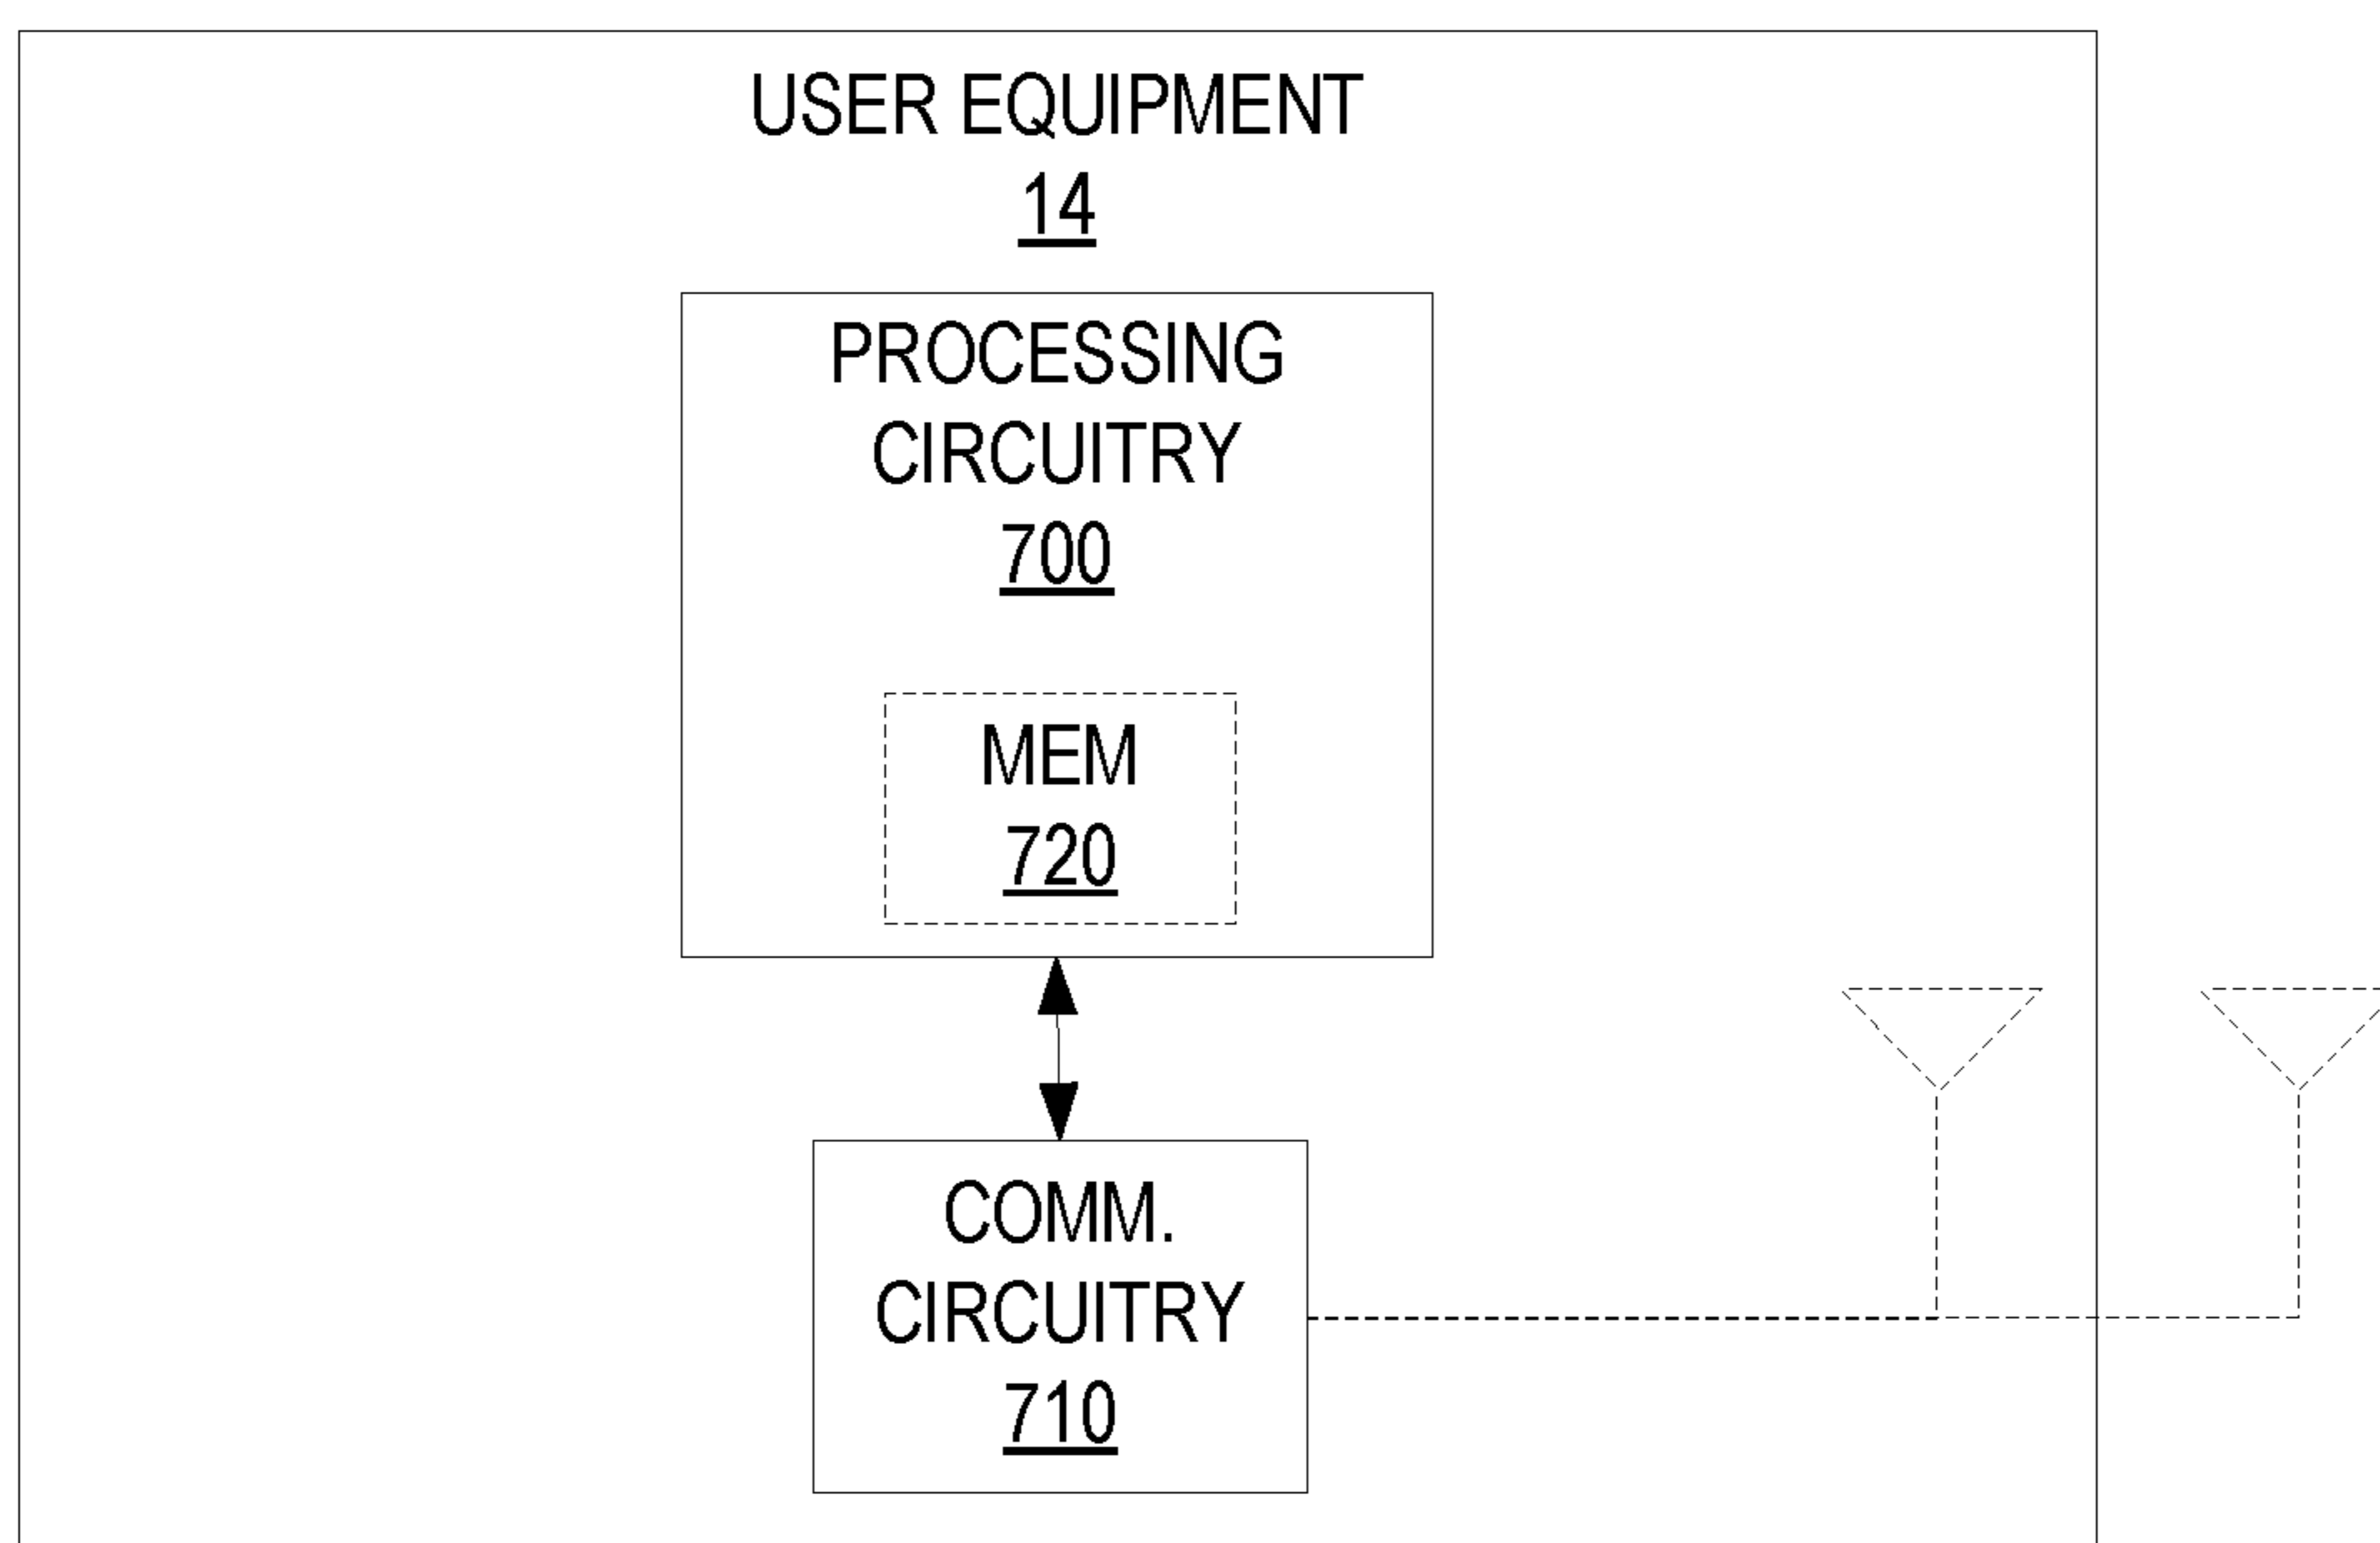 USER EQUIPMENT
14
PROCESSING
CIRCUITRY
700
MEM
720
COMM.
CIRCUITRY
710